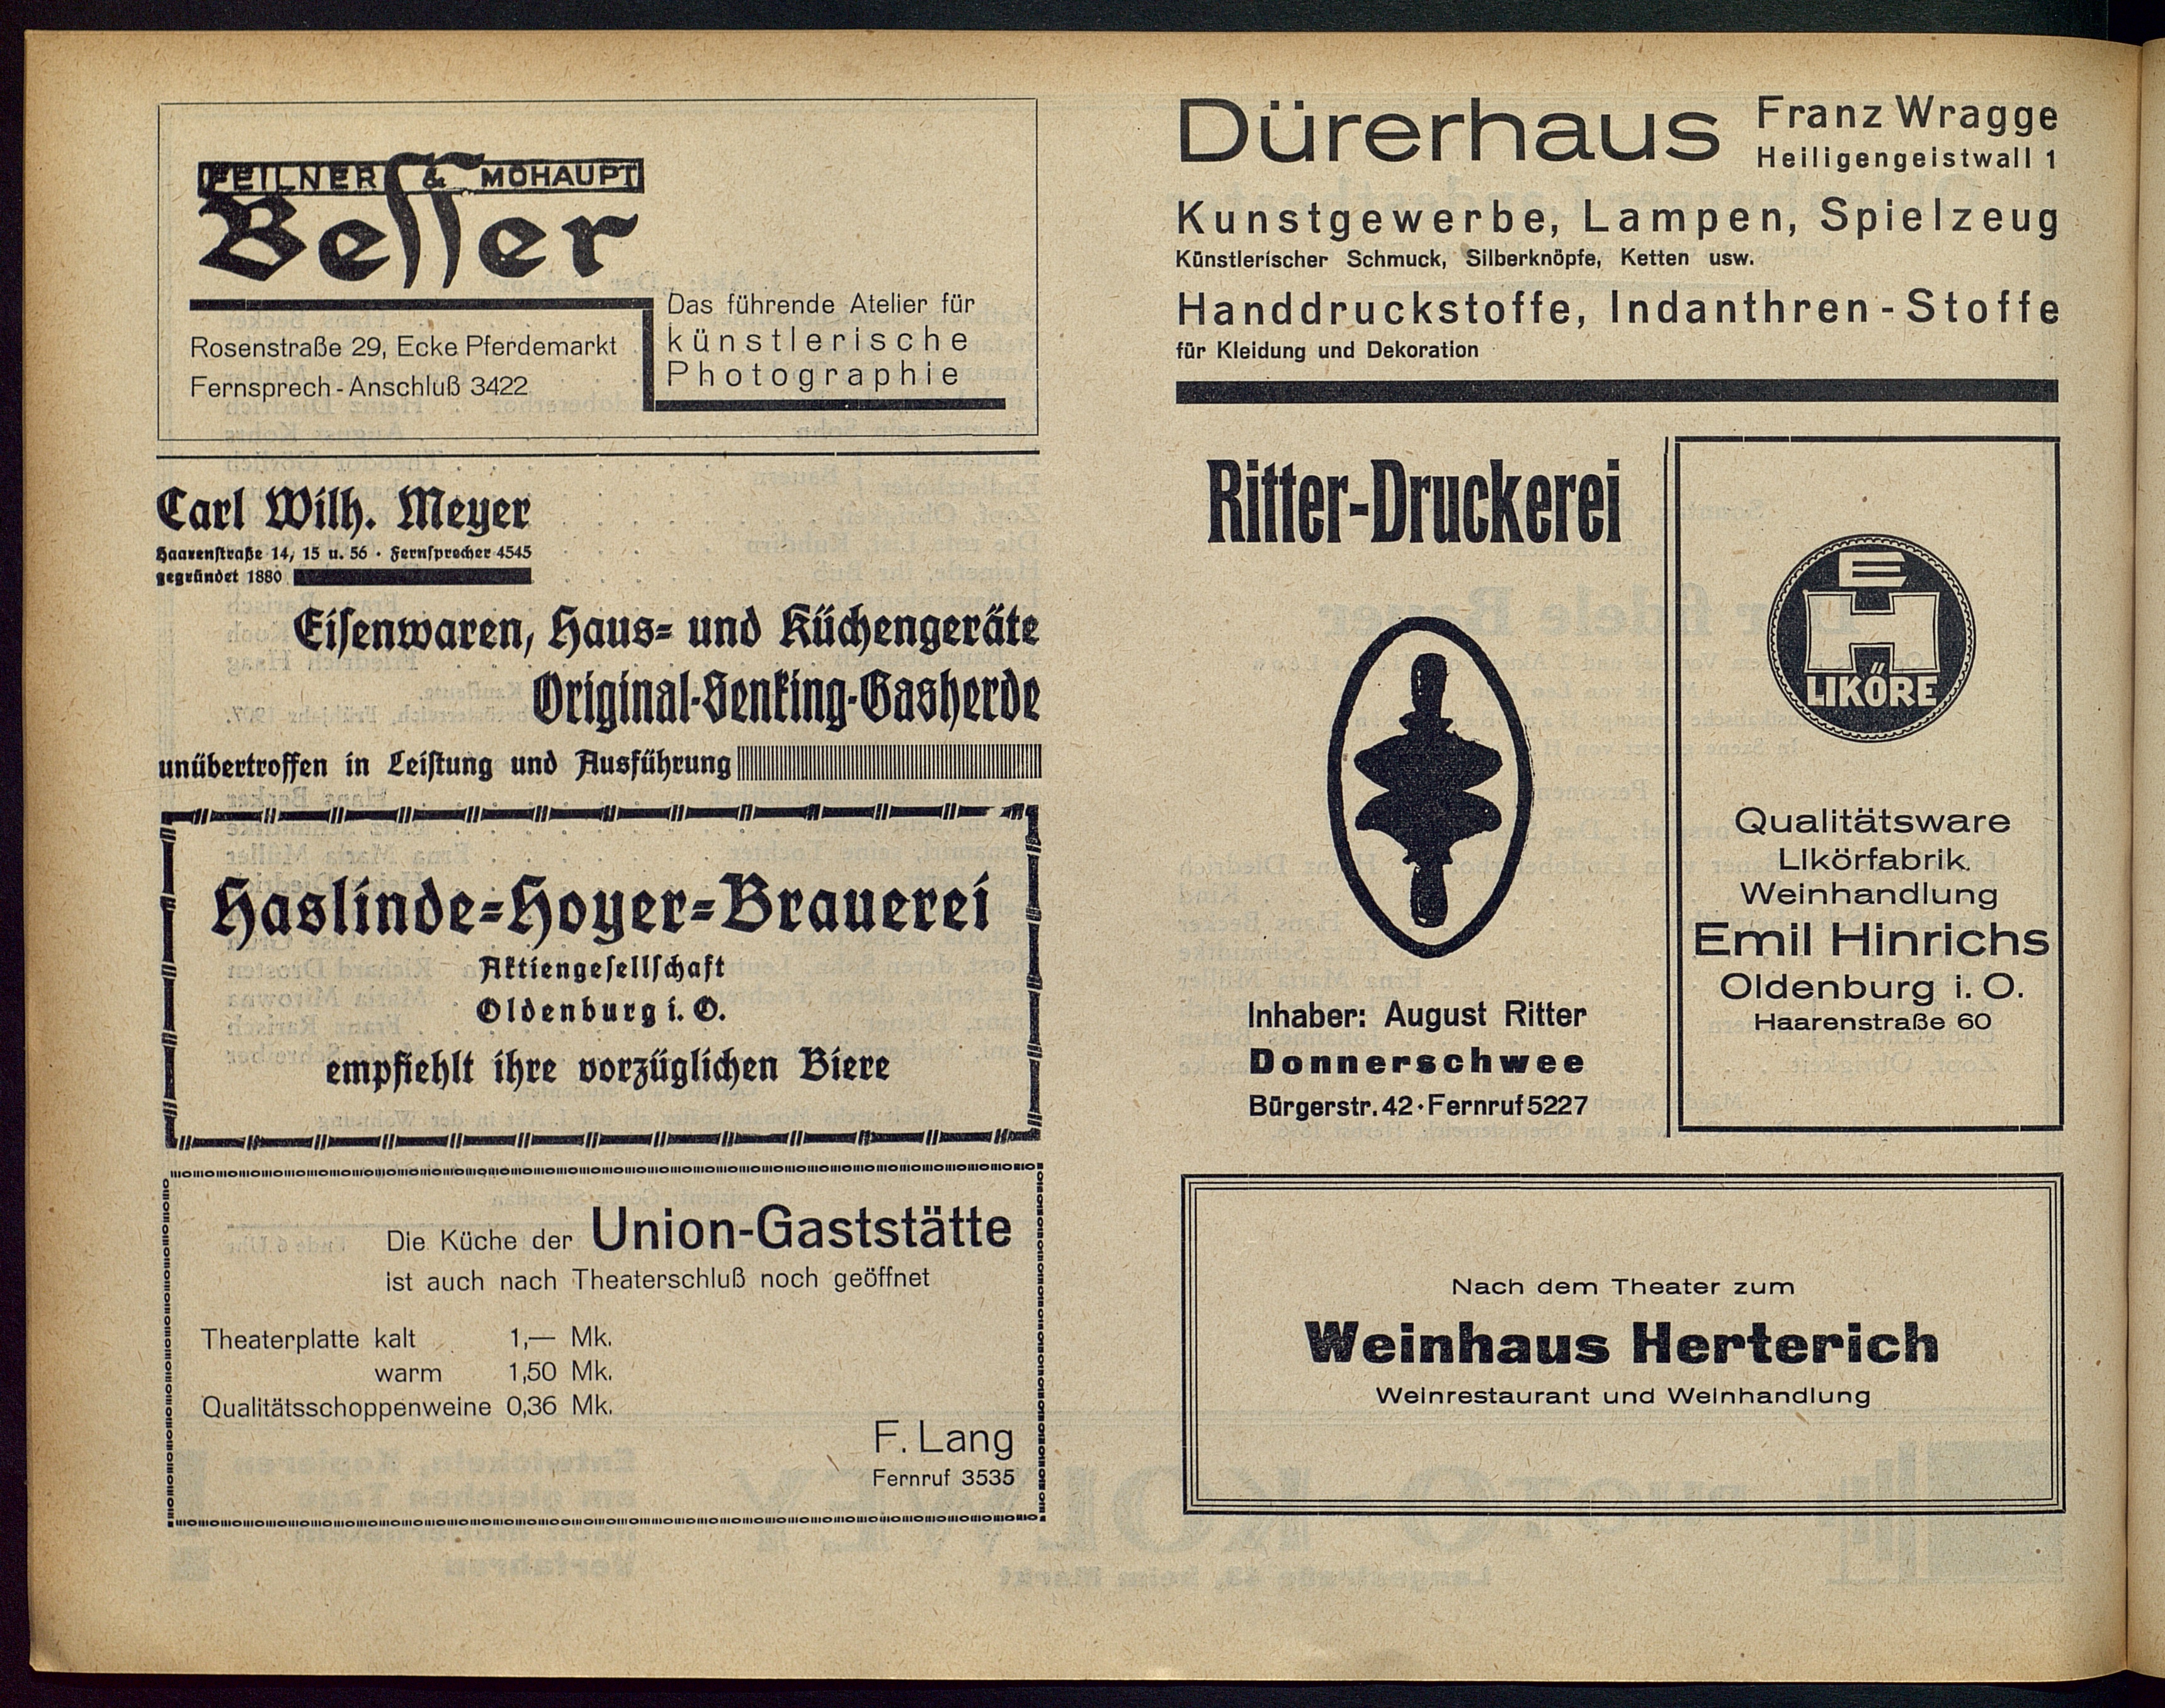 FEILNER & MOHAUPT
Besser
Das führende Atelier für
künstlerische
Photographie
Rosenstraße 29, Ecke Pferdemarkt
Fernsprech-Anschluß 3422
Carl Wilh. Meyer
Haarenstraße 14, 15 u. 56 · Fernsprecher 4545
gegründet 1880
Eisenwaren, Haus- und Küchengeräte
Original-Senking-Gasherde
unübertroffen in Leistung und Ausführung
Haslinde-Hoyer-Brauerei
Aktiengesellschaft
Oldenburg i. O.
empfiehlt ihre vorzüglichen Biere
Die Küche der Union-Gaststätte
ist auch nach Theaterschluß noch geöffnet
Theaterplatte kalt 1,— Mk.
warm 1,50 Mk.
Qualitätsschoppenweine 0,36 Mk.
F. Lang
Fernruf 3535
Dürerhaus Franz Wragge
Heiligengeistwall 1
Kunstgewerbe, Lampen, Spielzeug
Künstlerischer Schmuck, Silberknöpfe, Ketten usw.
Handdruckstoffe, Indanthren-Stoffe
für Kleidung und Dekoration
Ritter-Druckerei
Inhaber: August Ritter
Donnerschwee
Bürgerstr. 42 · Fernruf 5227
E
H
LIKÖRE
Qualitätsware
Likörfabrik
Weinhandlung
Emil Hinrichs
Oldenburg i. O.
Haarenstraße 60
Nach dem Theater zum
Weinhaus Herterich
Weinrestaurant und Weinhandlung